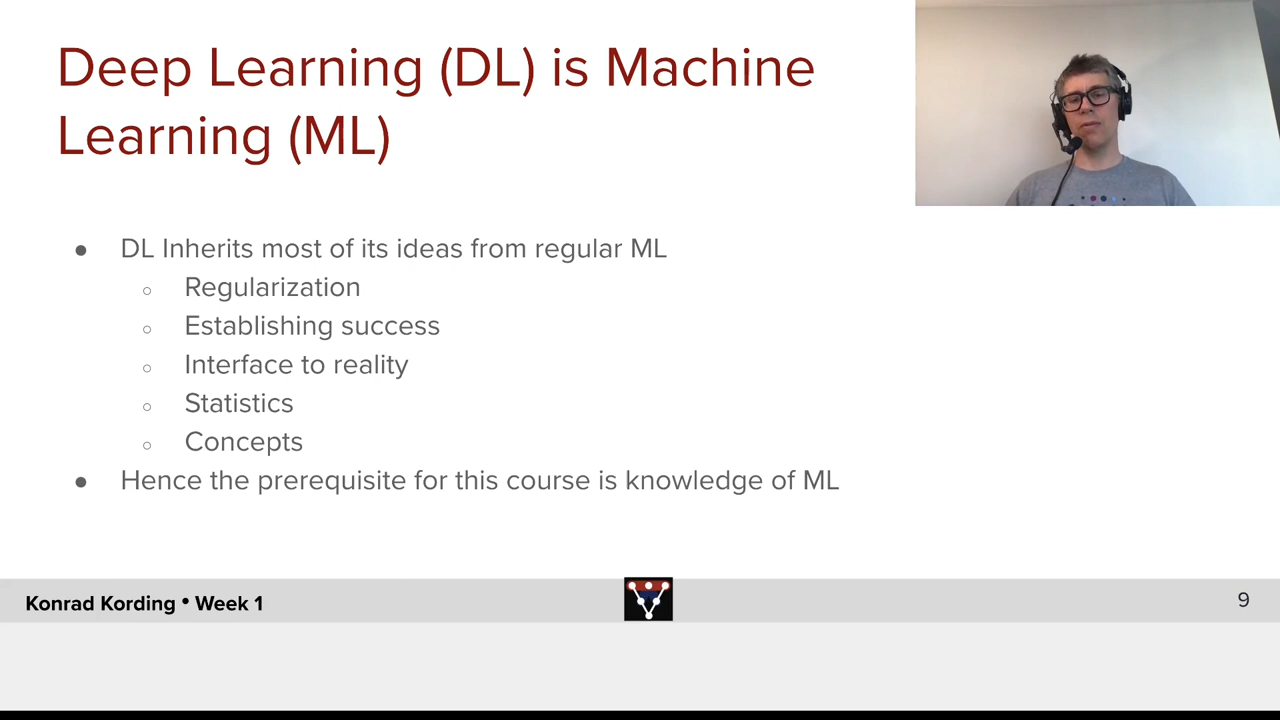 Deep Learning (DL) is Machine
Learning (ML)
● DL Inherits most of its ideas from regular ML
○ Regularization
○ Establishing success
○ Interface to reality
○ Statistics
○ Concepts
● Hence the prerequisite for this course is knowledge of ML
Konrad Kording • Week 1
9